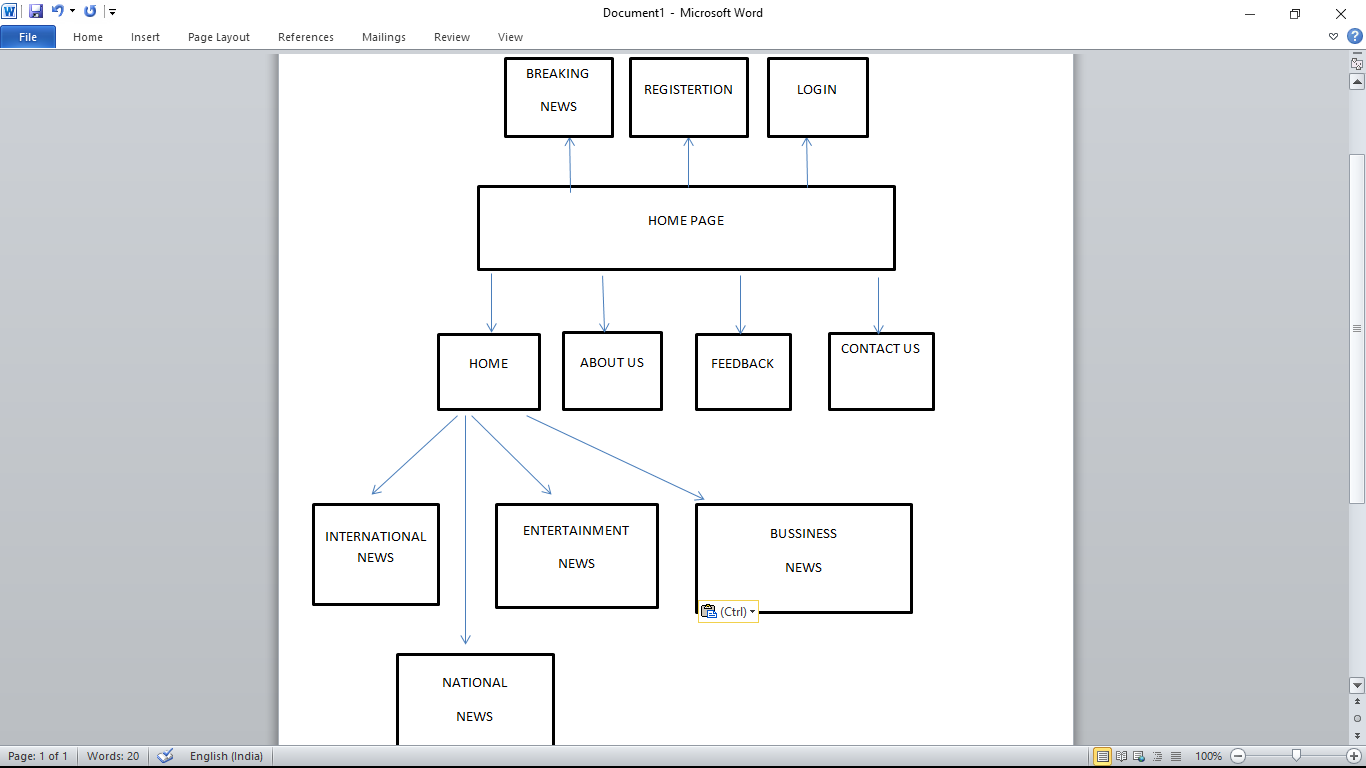 Document1 - Microsoft Word
File Home Insert Page Layout References Mailings Review View
BREAKING
NEWS
REGISTERTION
LOGIN
HOME PAGE
HOME
ABOUT US
FEEDBACK
CONTACT US
INTERNATIONAL
NEWS
ENTERTAINMENT
NEWS
BUSSINESS
NEWS
(Ctrl)
NATIONAL
NEWS
Page: 1 of 1 Words: 20 English (India) 100%